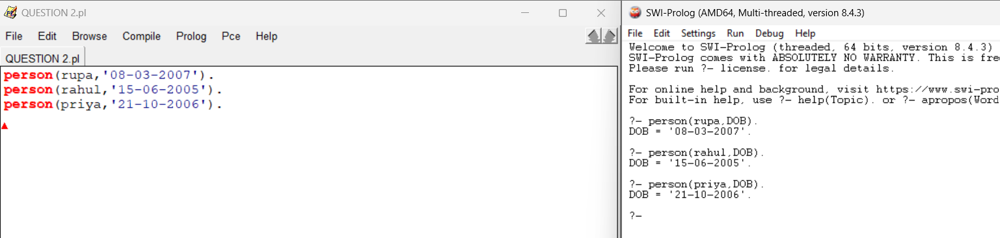 QUESTION 2.pl
File Edit Browse Compile Prolog Pce Help
QUESTION 2.pl
person(rupa,'08-03-2007').
person(rahul,'15-06-2005').
person(priya,'21-10-2006').
SWI-Prolog (AMD64, Multi-threaded, version 8.4.3)
File Edit Settings Run Debug Help
Welcome to SWI-Prolog (threaded, 64 bits, version 8.4.3)
SWI-Prolog comes with ABSOLUTELY NO WARRANTY. This is fre
Please run ?- license. for legal details.
For online help and background, visit https://www.swi-pro
For built-in help, use ?- help(Topic). or ?- apropos(Word
?- person(rupa,DOB).
DOB = '08-03-2007'.
?- person(rahul,DOB).
DOB = '15-06-2005'.
?- person(priya,DOB).
DOB = '21-10-2006'.
?-